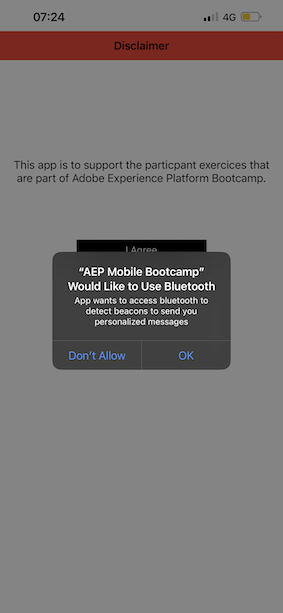 07:24
4G
Disclaimer
This app is to support the particpant exercices that
are part of Adobe Experience Platform Bootcamp.
I Agree
“AEP Mobile Bootcamp”
Would Like to Use Bluetooth
App wants to access bluetooth to
detect beacons to send you
personalized messages
Don’t Allow
OK